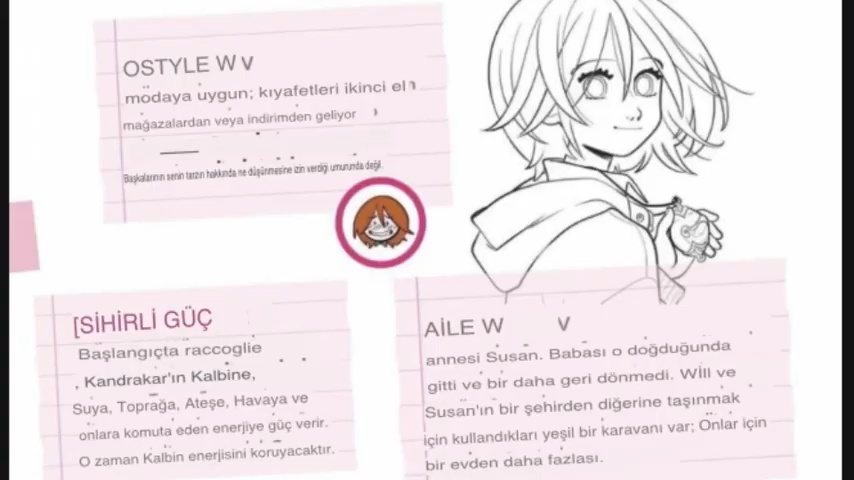 OSTYLE W V
modaya uygun; kıyafetleri ikinci el
mağazalardan veya indirimden geliyor
Başkalarının senin tarzın hakkında ne düşünmesine izin verdiği umurunda değil.
[SİHİRLİ GÜÇ
Başlangıçta raccoglie
, Kandrakar'ın Kalbine,
Suya, Toprağa, Ateşe, Havaya ve
onlara komuta eden enerjiye güç verir.
O zaman Kalbin enerjisini koruyacaktır.
AİLE W V
annesi Susan. Babası o doğduğunda
gitti ve bir daha geri dönmedi. Wİll ve
Susan'ın bir şehirden diğerine taşınmak
için kullandıkları yeşil bir karavanı var; Onlar için
bir evden daha fazlası.